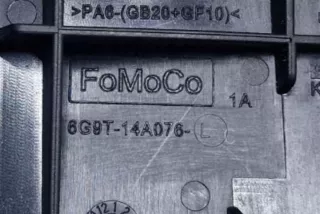 >PA6-(GB20+GF10)<
FoMoCo
1A
6G9T-14A076-L